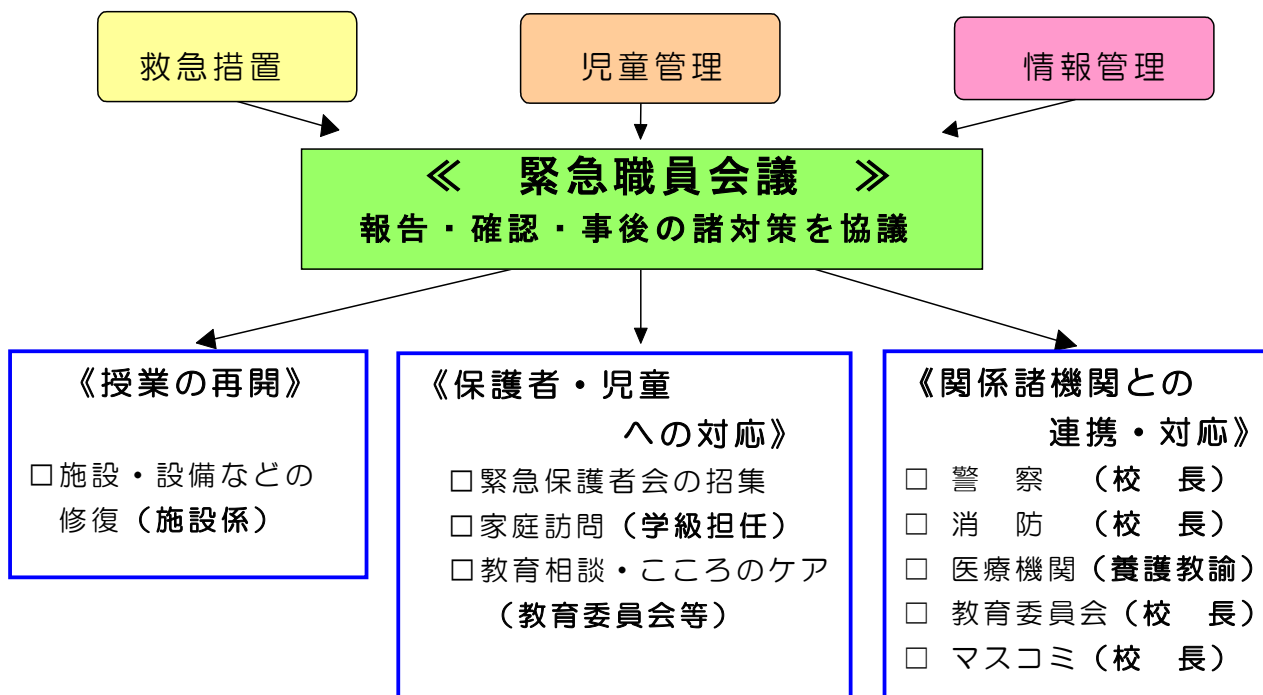 救急措置
児童管理
情報管理
≪　緊急職員会議　≫
報告・確認・事後の諸対策を協議
《授業の再開》
□施設・設備などの
修復（施設係）
《保護者・児童
への対応》
□緊急保護者会の招集
□家庭訪問（学級担任）
□教育相談・こころのケア
（教育委員会等）
《関係諸機関との
連携・対応》
□ 警　察　（校　長）
□ 消　防　（校　長）
□ 医療機関（養護教諭）
□ 教育委員会（校　長）
□ マスコミ（校　長）